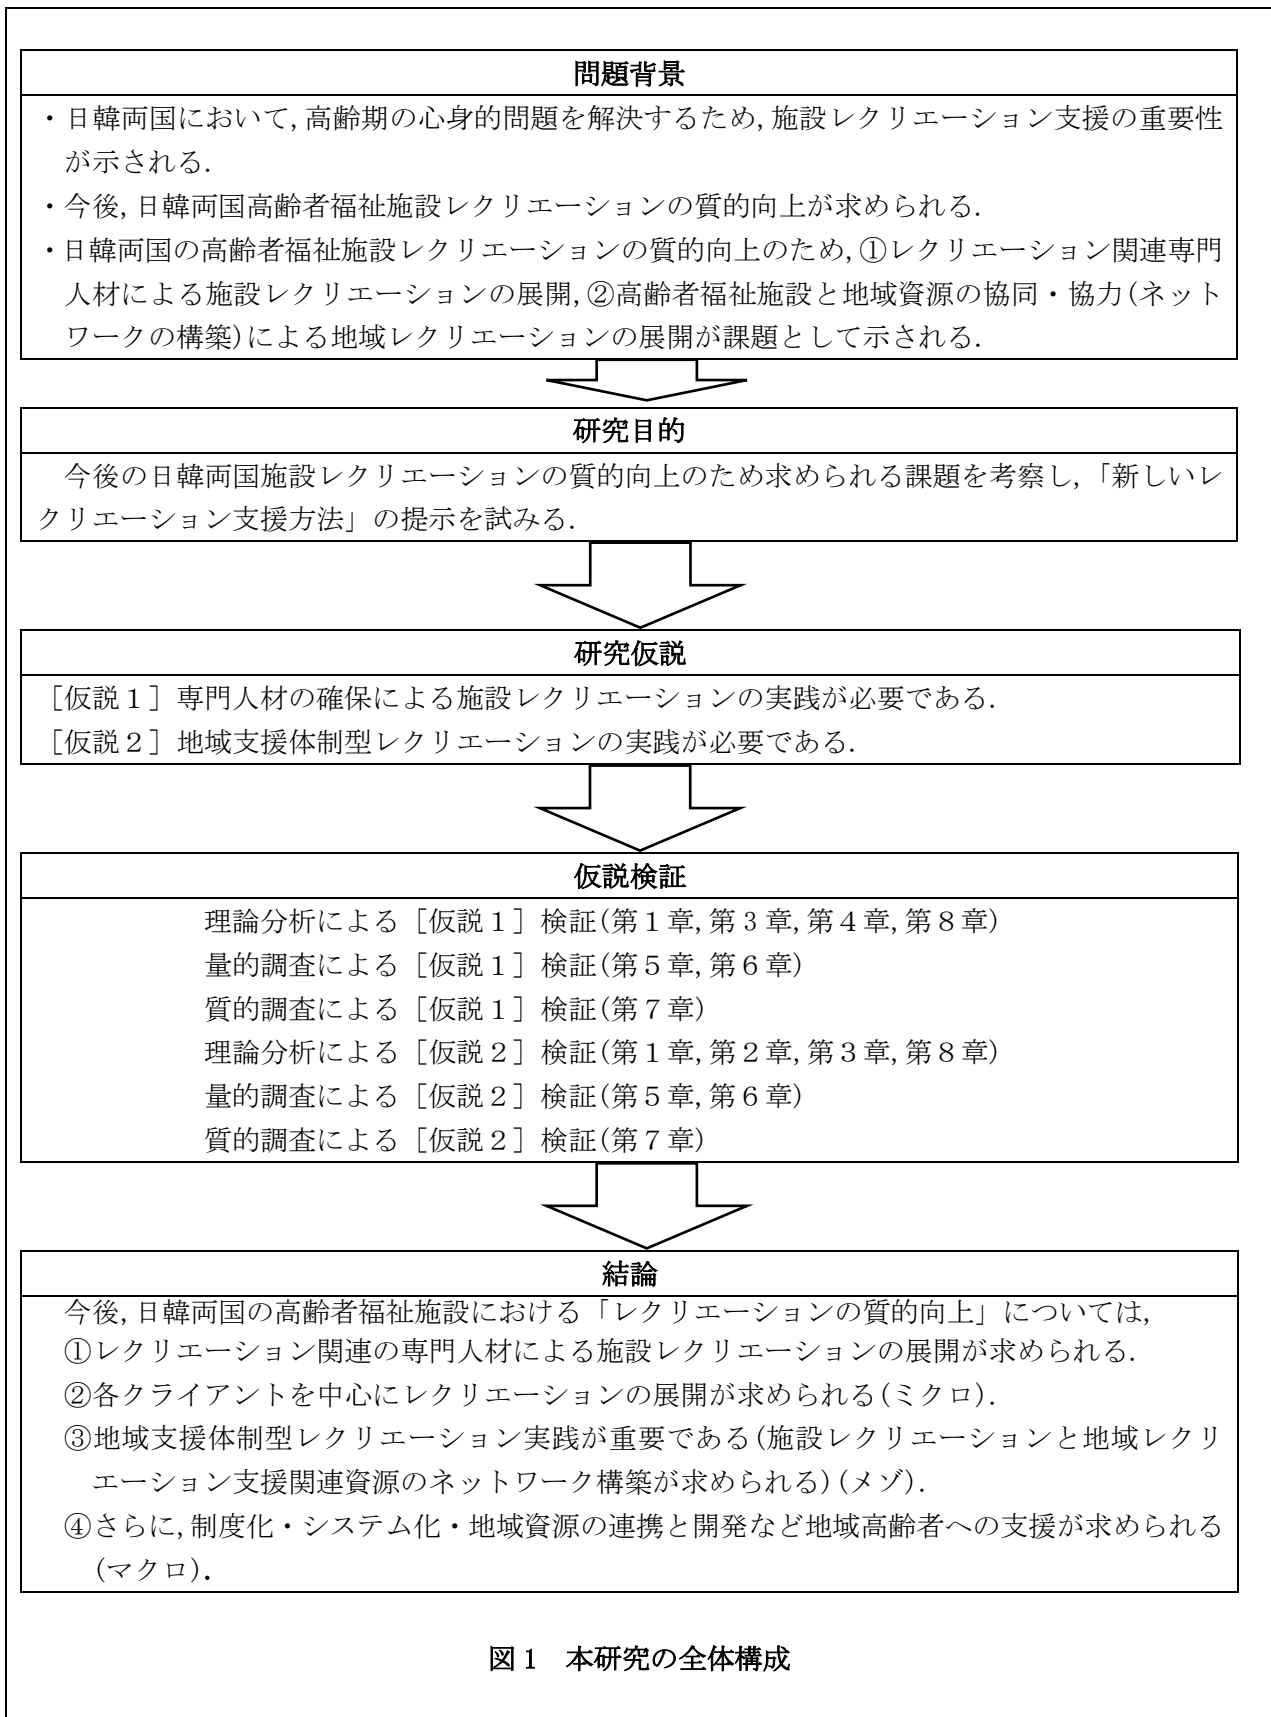 問題背景
・日韓両国において,高齢期の心身的問題を解決するため,施設レクリエーション支援の重要性
が示される.
・今後,日韓両国高齢者福祉施設レクリエーションの質的向上が求められる.
・日韓両国の高齢者福祉施設レクリエーションの質的向上のため,①レクリエーション関連専門
人材による施設レクリエーションの展開,②高齢者福祉施設と地域資源の協同・協力(ネット
ワークの構築)による地域レクリエーションの展開が課題として示される.
研究目的
今後の日韓両国施設レクリエーションの質的向上のため求められる課題を考察し,「新しいレ
クリエーション支援方法」の提示を試みる.
研究仮説
［仮説１］専門人材の確保による施設レクリエーションの実践が必要である.
［仮説２］地域支援体制型レクリエーションの実践が必要である.
仮説検証
理論分析による［仮説１］検証(第１章,第３章,第４章,第８章)
量的調査による［仮説１］検証(第５章,第６章)
質的調査による［仮説１］検証(第７章)
理論分析による［仮説２］検証(第１章,第２章,第３章,第８章)
量的調査による［仮説２］検証(第５章,第６章)
質的調査による［仮説２］検証(第７章)
結論
今後,日韓両国の高齢者福祉施設における「レクリエーションの質的向上」については,
①レクリエーション関連の専門人材による施設レクリエーションの展開が求められる.
②各クライアントを中心にレクリエーションの展開が求められる(ミクロ).
③地域支援体制型レクリエーション実践が重要である(施設レクリエーションと地域レクリ
エーション支援関連資源のネットワーク構築が求められる)(メゾ).
④さらに,制度化・システム化・地域資源の連携と開発など地域高齢者への支援が求められる
(マクロ).
図１　本研究の全体構成